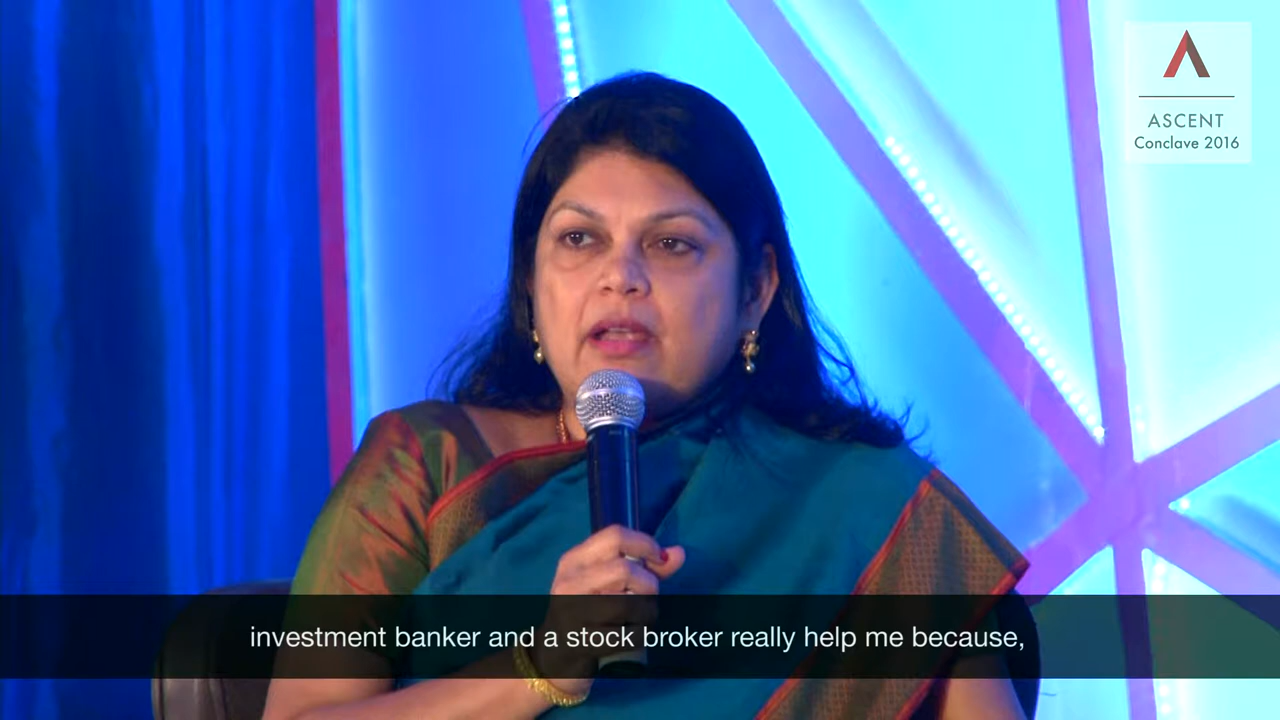 ASCENT
Conclave 2016
investment banker and a stock broker really help me because,